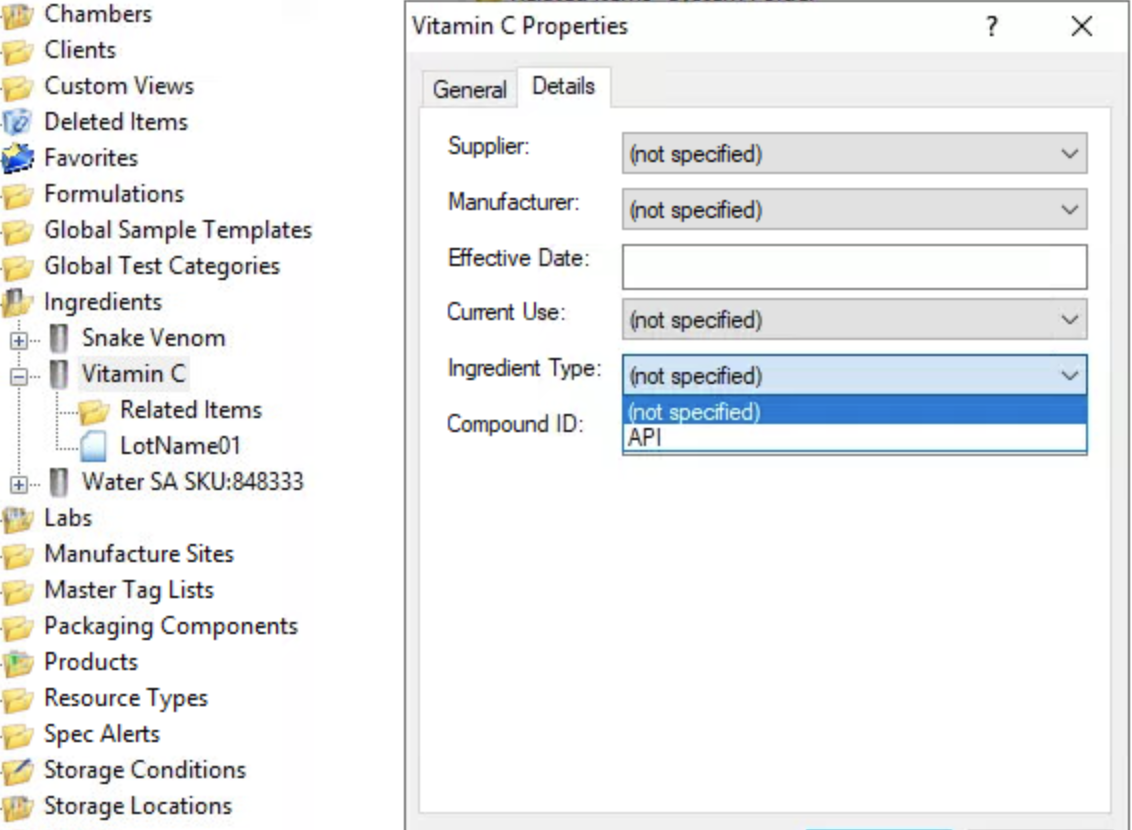 Chambers
Clients
Custom Views
Deleted Items
Favorites
Formulations
Global Sample Templates
Global Test Categories
Ingredients
Snake Venom
Vitamin C
Related Items
LotName01
Water SA SKU:848333
Labs
Manufacture Sites
Master Tag Lists
Packaging Components
Products
Resource Types
Spec Alerts
Storage Conditions
Storage Locations
Vitamin C Properties ?
General Details
Supplier: (not specified)
Manufacturer: (not specified)
Effective Date:
Current Use: (not specified)
Ingredient Type: (not specified)
(not specified)
Compound ID: API